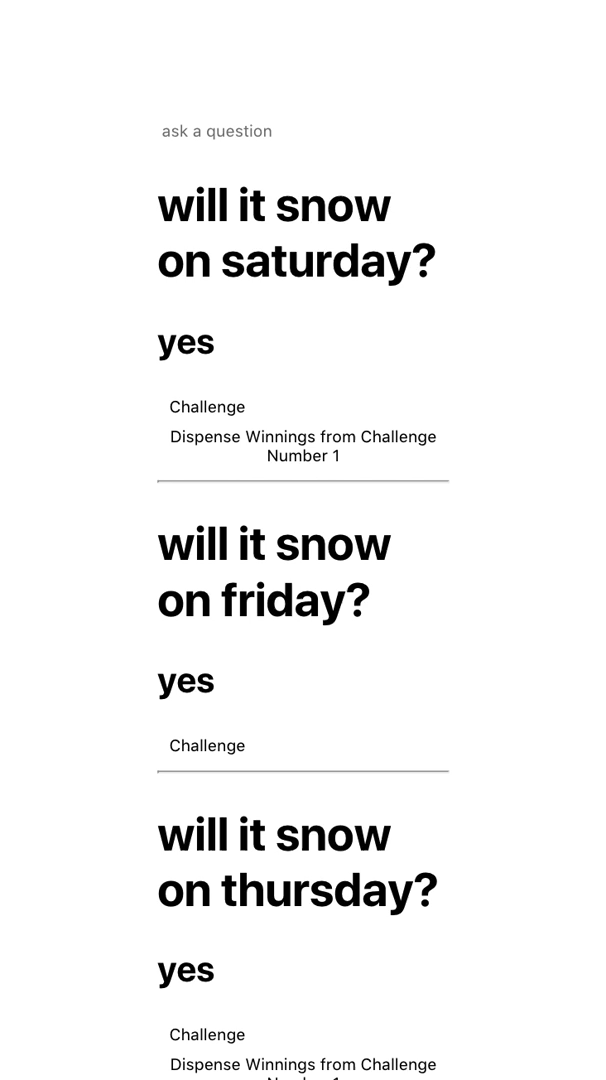 ask a question
will it snow
on saturday?
yes
Challenge
Dispense Winnings from Challenge
Number 1
will it snow
on friday?
yes
Challenge
will it snow
on thursday?
yes
Challenge
Dispense Winnings from Challenge